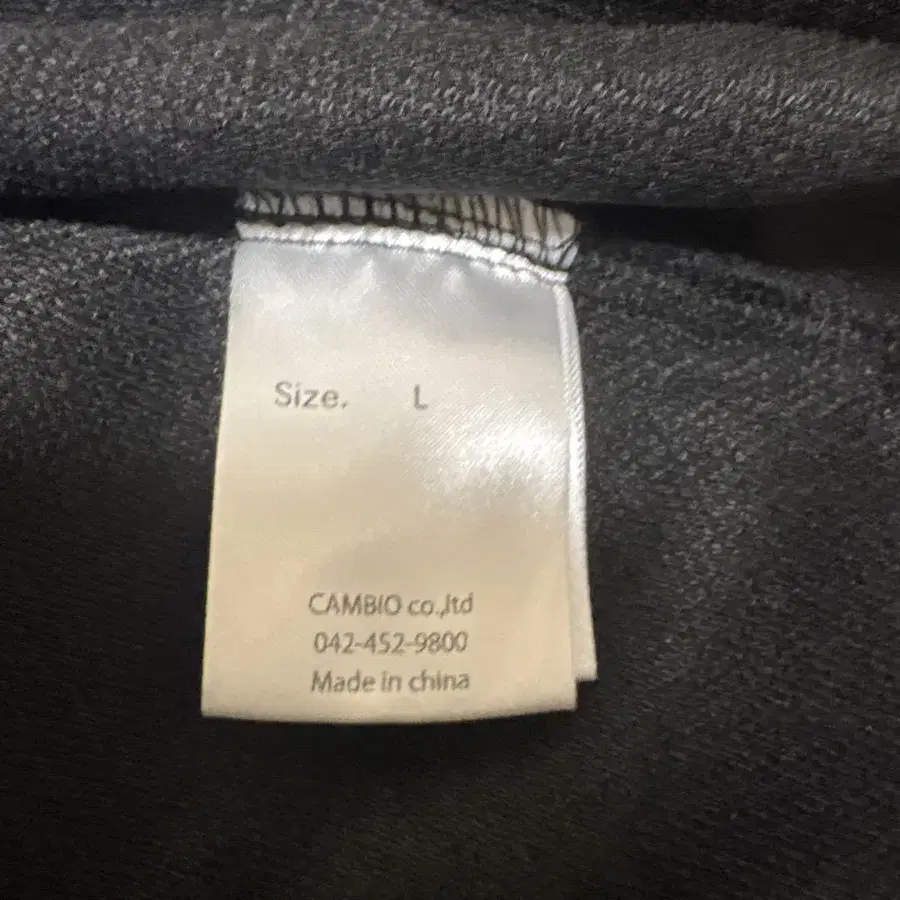 Size. L
CAMBIO co.,ltd
042-452-9800
Made in china